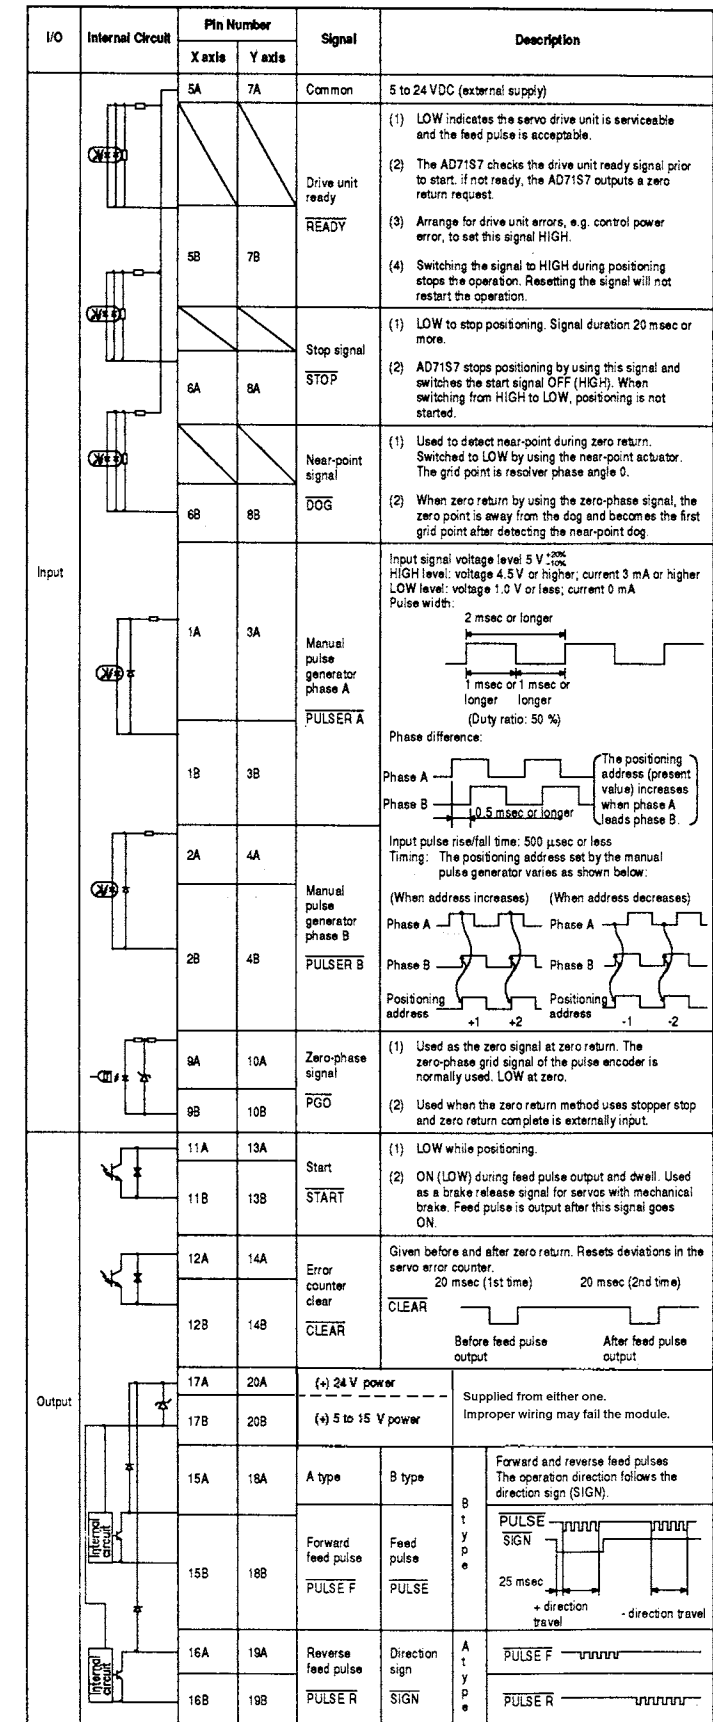 I/O
Internal Circuit
Pin Number
X axis
Y axis
Signal
Description
Input
5A
7A
Common
5 to 24 VDC (external supply)
5B
7B
Drive unit
ready
READY
(1) LOW indicates the servo drive unit is serviceable
and the feed pulse is acceptable.
(2) The AD71S7 checks the drive unit ready signal prior
to start. if not ready, the AD71S7 outputs a zero
return request.
(3) Arrange for drive unit errors, e.g. control power
error, to set this signal HIGH.
(4) Switching the signal to HIGH during positioning
stops the operation. Resetting the signal will not
restart the operation.
6A
8A
Stop signal
STOP
(1) LOW to stop positioning. Signal duration 20 msec or
more.
(2) AD71S7 stops positioning by using this signal and
switches the start signal OFF (HIGH). When
switching from HIGH to LOW, positioning is not
started.
6B
8B
Near-point
signal
DOG
(1) Used to detect near-point during zero return.
Switched to LOW by using the near-point actuator.
The grid point is resolver phase angle 0.
(2) When zero return by using the zero-phase signal, the
zero point is away from the dog and becomes the first
grid point after detecting the near-point dog.
1A
3A
1B
3B
Manual
pulse
generator
phase A
PULSER A
Input signal voltage level 5 V +20% -10%
HIGH level: voltage 4.5 V or higher; current 3 mA or higher
LOW level: voltage 1.0 V or less; current 0 mA
Pulse width:
2 msec or longer
1 msec or
longer
1 msec or
longer
(Duty ratio: 50 %)
Phase difference:
Phase A
Phase B
0.5 msec or longer
The positioning
address (present
value) increases
when phase A
leads phase B.
2A
4A
2B
4B
Manual
pulse
generator
phase B
PULSER B
Input pulse rise/fall time: 500 µsec or less
Timing: The positioning address set by the manual
pulse generator varies as shown below:
(When address increases)
(When address decreases)
Phase A
Phase A
Phase B
Phase B
Positioning
address
+1
+2
Positioning
address
-1
-2
9A
10A
9B
10B
Zero-phase
signal
PGO
(1) Used as the zero signal at zero return. The
zero-phase grid signal of the pulse encoder is
normally used. LOW at zero.
(2) Used when the zero return method uses stopper stop
and zero return complete is externally input.
Output
11A
13A
11B
13B
Start
START
(1) LOW while positioning.
(2) ON (LOW) during feed pulse output and dwell. Used
as a brake release signal for servos with mechanical
brake. Feed pulse is output after this signal goes
ON.
12A
14A
12B
14B
Error
counter
clear
CLEAR
Given before and after zero return. Resets deviations in the
servo error counter.
20 msec (1st time)
20 msec (2nd time)
CLEAR
Before feed pulse
output
After feed pulse
output
17A
20A
(+) 24 V power
17B
20B
(+) 5 to 15 V power
Supplied from either one.
Improper wiring may fail the module.
15A
18A
A type
B type
15B
18B
Forward
feed pulse
PULSE F
Feed
pulse
PULSE
B type
Forward and reverse feed pulses
The operation direction follows the
direction sign (SIGN).
PULSE
SIGN
25 msec
+ direction
travel
- direction travel
Internal
circuit
16A
19A
16B
19B
Reverse
feed pulse
PULSE R
Direction
sign
SIGN
A type
PULSE F
PULSE R
Internal
circuit